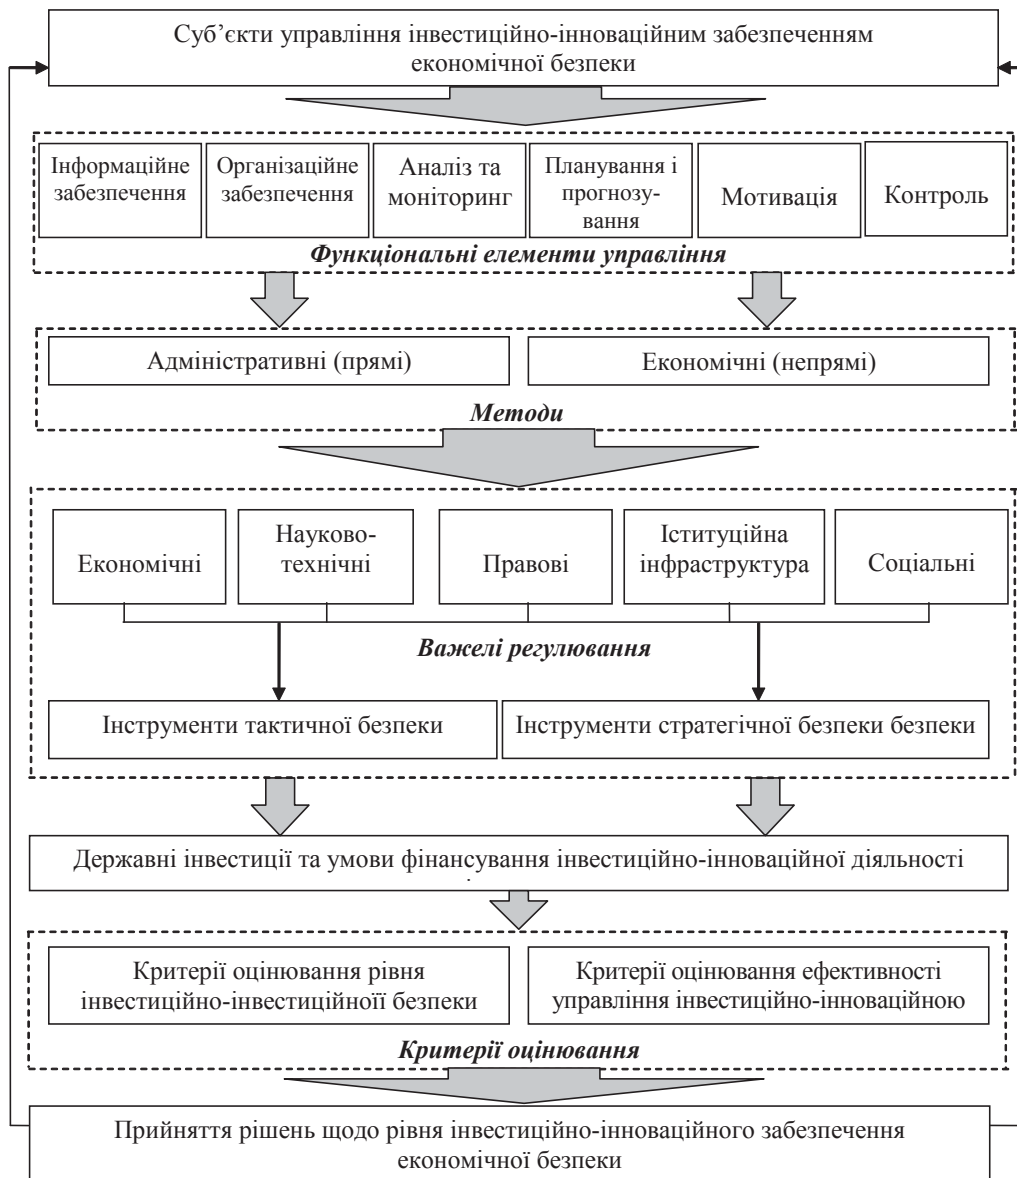 Суб’єкти управління інвестиційно-інноваційним забезпеченням
економічної безпеки
Інформаційне
забезпечення
Організаційне
забезпечення
Аналіз та
моніторинг
Планування і
прогнозу-
вання
Мотивація
Контроль
Функціональні елементи управління
Адміністративні (прямі)
Економічні (непрямі)
Методи
Економічні
Науково-
технічні
Правові
Іституційна
інфраструктура
Соціальні
Важелі регулювання
Інструменти тактичної безпеки
Інструменти стратегічної безпеки безпеки
Державні інвестиції та умови фінансування інвестиційно-інноваційної діяльності
Критерії оцінювання рівня
інвестиційно-інвестиційноїї безпеки
Критерії оцінювання ефективності
управління інвестиційно-інноваційною
Критерії оцінювання
Прийняття рішень щодо рівня інвестиційно-інноваційного забезпечення
економічної безпеки